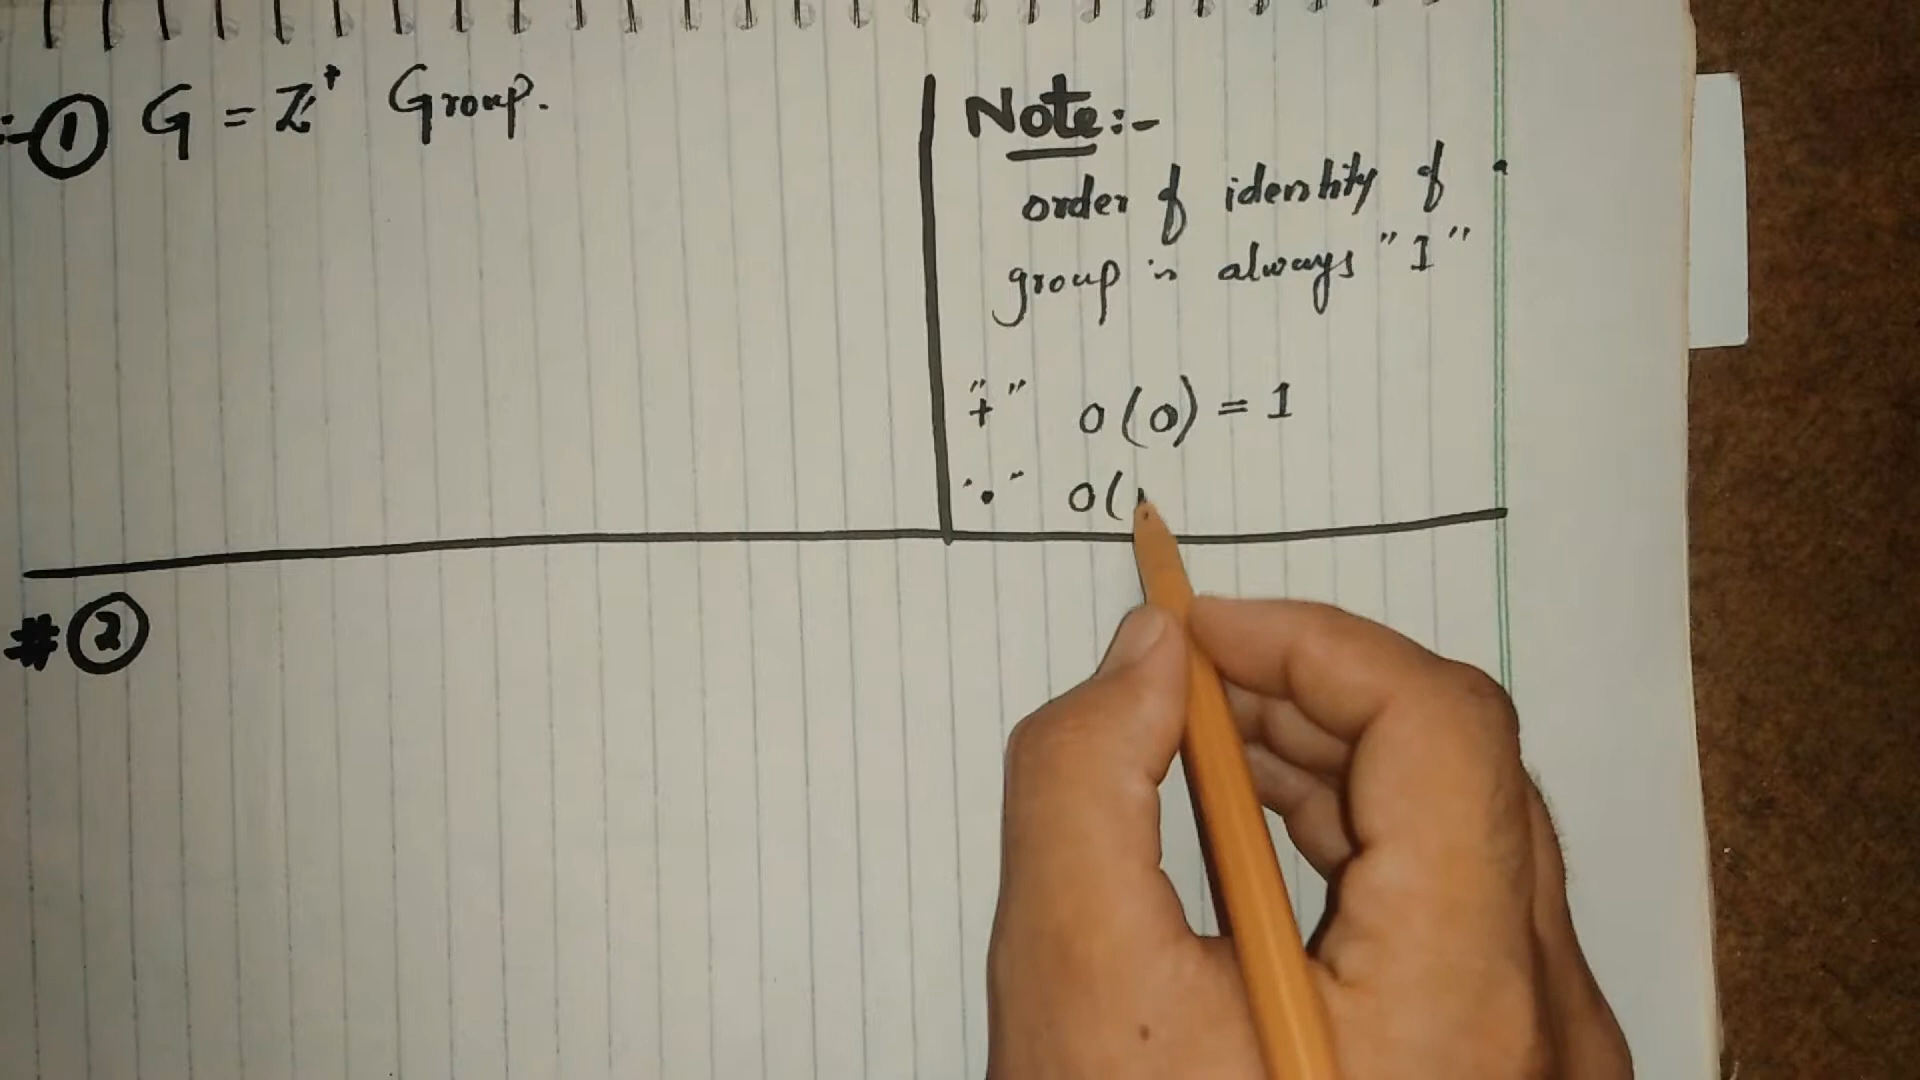 :-① G = Z⁺ Group.
Note:-
order of identity of
group is always "1"
"+" o(0) = 1
"•" o(
#②